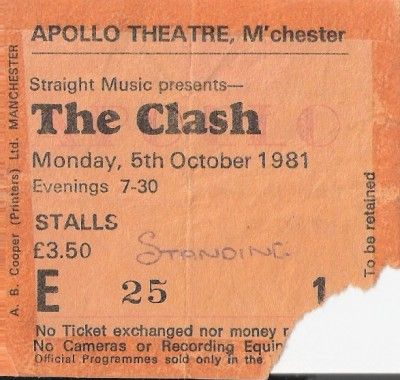 APOLLO THEATRE, M'chester
Straight Music presents—
The Clash
Monday, 5th October 1981
Evenings 7-30
STALLS
£3.50 STANDING
E 25 1
No Ticket exchanged nor money
No Cameras or Recording
Official Programmes sold only in the
A. B. Cooper (Printers) Ltd. MANCHESTER
To be retained